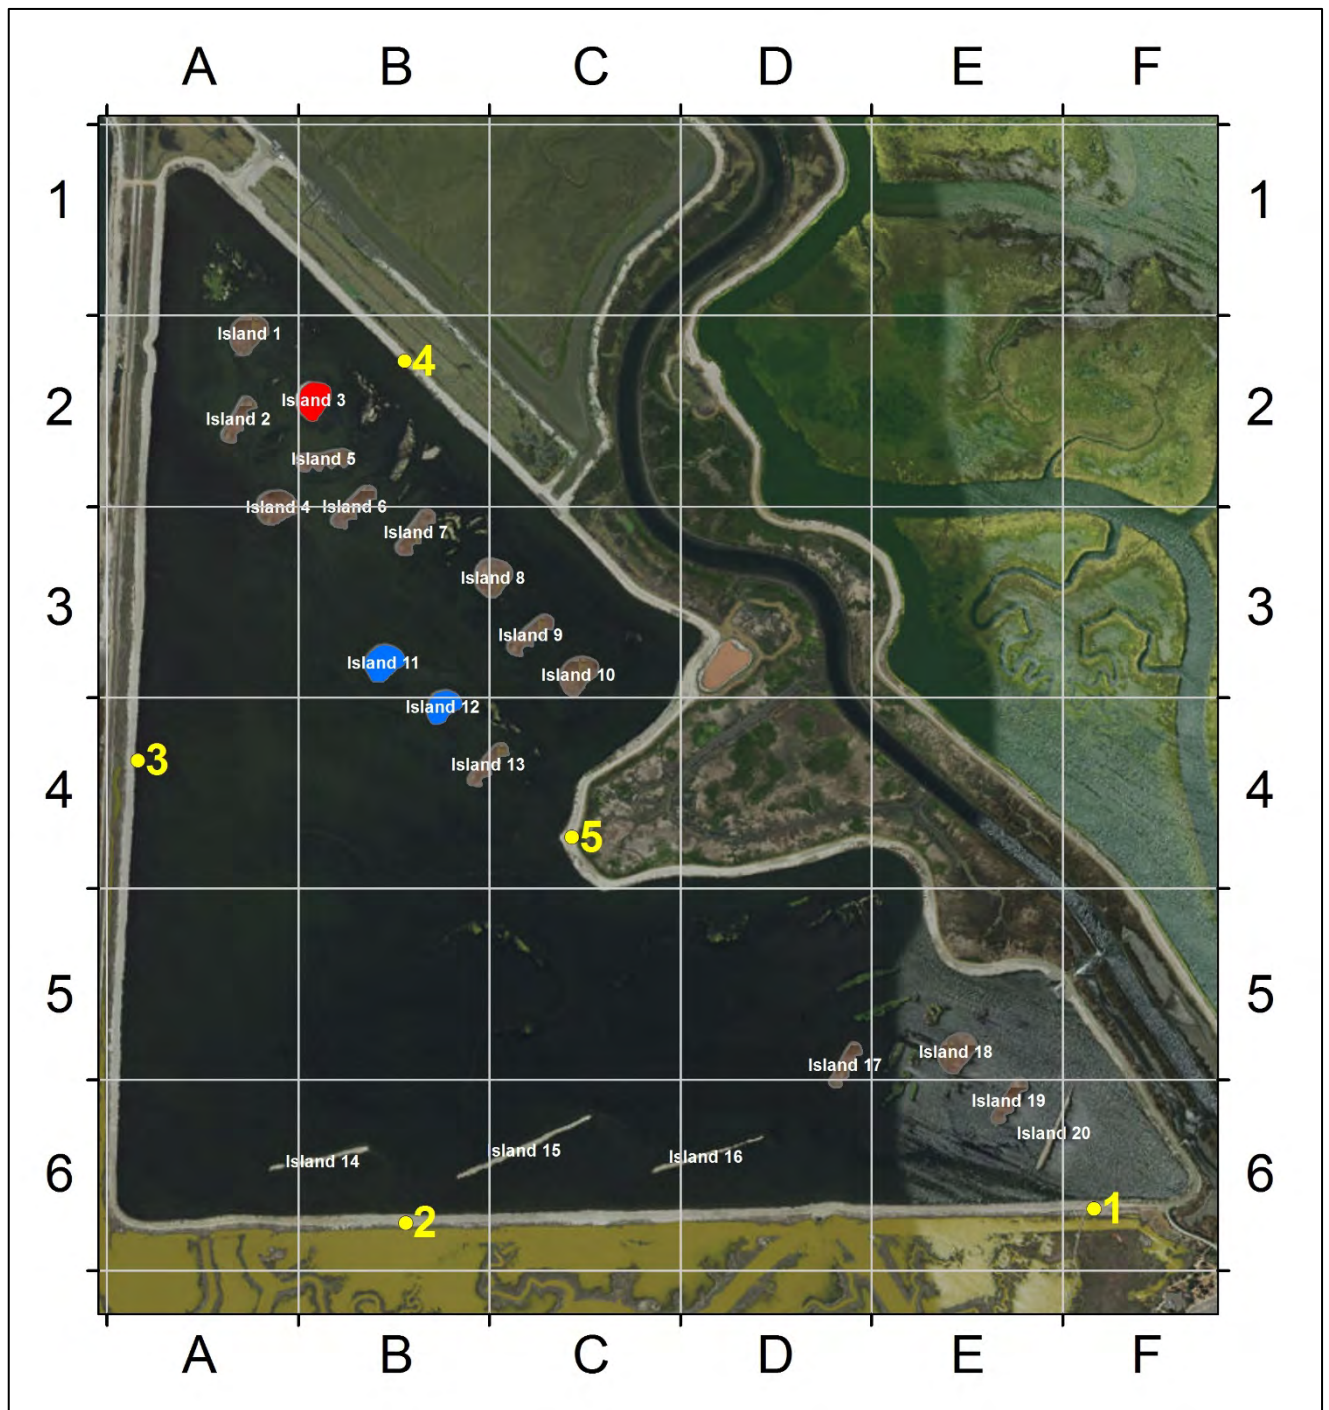 A B C D E F
1 1
Island 1
4
2 Island 3 2
Island 2
Island 5
Island 4 Island 6
Island 7
Island 8
3 3
Island 9
Island 11
Island 10
Island 12
3
Island 13
4 4
5
5 5
Island 18
Island 17
Island 19
Island 20
Island 15
Island 16
Island 14
6 6
1
2
A B C D E F